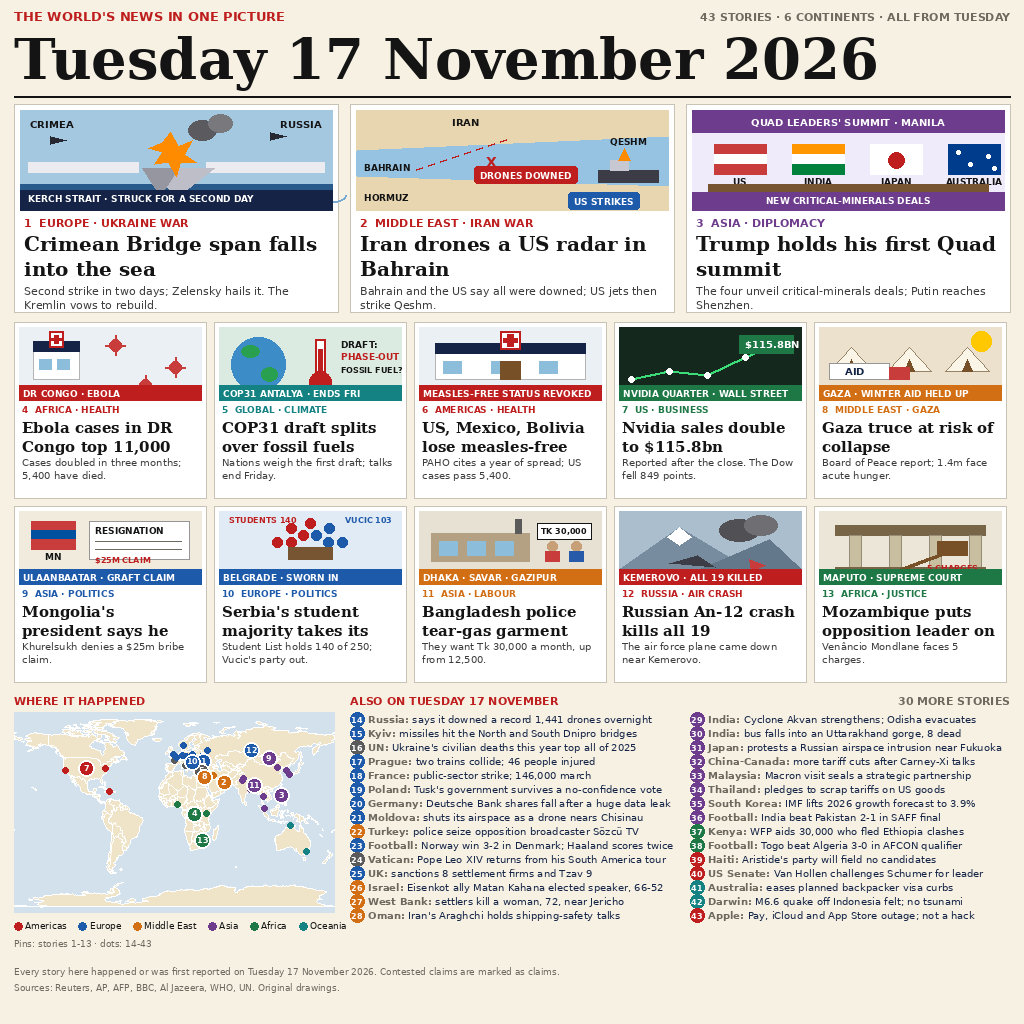 THE WORLD'S NEWS IN ONE PICTURE
43 STORIES · 6 CONTINENTS · ALL FROM TUESDAY
Tuesday 17 November 2026
CRIMEA
RUSSIA
KERCH STRAIT · STRUCK FOR A SECOND DAY
1 EUROPE · UKRAINE WAR
Crimean Bridge span falls
into the sea
Second strike in two days; Zelensky hails it. The
Kremlin vows to rebuild.
IRAN
QESHM
BAHRAIN
X
DRONES DOWNED
HORMUZ
US STRIKES
2 MIDDLE EAST · IRAN WAR
Iran drones a US radar in
Bahrain
Bahrain and the US say all were downed; US jets then
strike Qeshm.
QUAD LEADERS' SUMMIT · MANILA
US
INDIA
JAPAN
AUSTRALIA
NEW CRITICAL-MINERALS DEALS
3 ASIA · DIPLOMACY
Trump holds his first Quad
summit
The four unveil critical-minerals deals; Putin reaches
Shenzhen.
DR CONGO · EBOLA
4 AFRICA · HEALTH
Ebola cases in DR
Congo top 11,000
Cases doubled in three months;
5,400 have died.
DRAFT:
PHASE-OUT
FOSSIL FUEL?
COP31 ANTALYA · ENDS FRI
5 GLOBAL · CLIMATE
COP31 draft splits
over fossil fuels
Nations weigh the first draft; talks
end Friday.
MEASLES-FREE STATUS REVOKED
6 AMERICAS · HEALTH
US, Mexico, Bolivia
lose measles-free
PAHO cites a year of spread; US
cases pass 5,400.
$115.8BN
NVIDIA QUARTER · WALL STREET
7 US · BUSINESS
Nvidia sales double
to $115.8bn
Reported after the close. The Dow
fell 849 points.
AID
GAZA · WINTER AID HELD UP
8 MIDDLE EAST · GAZA
Gaza truce at risk of
collapse
Board of Peace report; 1.4m face
acute hunger.
MN
RESIGNATION
$25M CLAIM
ULAANBAATAR · GRAFT CLAIM
9 ASIA · POLITICS
Mongolia's
president says he
Khurelsukh denies a $25m bribe
claim.
STUDENTS 140
VUCIC 103
BELGRADE · SWORN IN
10 EUROPE · POLITICS
Serbia's student
majority takes its
Student List holds 140 of 250;
Vucic's party out.
TK 30,000
DHAKA · SAVAR · GAZIPUR
11 ASIA · LABOUR
Bangladesh police
tear-gas garment
They want Tk 30,000 a month, up
from 12,500.
KEMEROVO · ALL 19 KILLED
12 RUSSIA · AIR CRASH
Russian An-12 crash
kills all 19
The air force plane came down
near Kemerovo.
5 CHARGES
MAPUTO · SUPREME COURT
13 AFRICA · JUSTICE
Mozambique puts
opposition leader on
Venâncio Mondlane faces 5
charges.
WHERE IT HAPPENED
7
10
1
12
9
8
2
11
3
4
13
Americas
Europe
Middle East
Asia
Africa
Oceania
Pins: stories 1-13 · dots: 14-43
ALSO ON TUESDAY 17 NOVEMBER
30 MORE STORIES
14 Russia: says it downed a record 1,441 drones overnight
15 Kyiv: missiles hit the North and South Dnipro bridges
16 UN: Ukraine's civilian deaths this year top all of 2025
17 Prague: two trains collide; 46 people injured
18 France: public-sector strike; 146,000 march
19 Poland: Tusk's government survives a no-confidence vote
20 Germany: Deutsche Bank shares fall after a huge data leak
21 Moldova: shuts its airspace as a drone nears Chisinau
22 Turkey: police seize opposition broadcaster Sözcü TV
23 Football: Norway win 3-2 in Denmark; Haaland scores twice
24 Vatican: Pope Leo XIV returns from his South America tour
25 UK: sanctions 8 settlement firms and Tzav 9
26 Israel: Eisenkot ally Matan Kahana elected speaker, 66-52
27 West Bank: settlers kill a woman, 72, near Jericho
28 Oman: Iran's Araghchi holds shipping-safety talks
29 India: Cyclone Akvan strengthens; Odisha evacuates
30 India: bus falls into an Uttarakhand gorge, 8 dead
31 Japan: protests a Russian airspace intrusion near Fukuoka
32 China-Canada: more tariff cuts after Carney-Xi talks
33 Malaysia: Macron visit seals a strategic partnership
34 Thailand: pledges to scrap tariffs on US goods
35 South Korea: IMF lifts 2026 growth forecast to 3.9%
36 Football: India beat Pakistan 2-1 in SAFF final
37 Kenya: WFP aids 30,000 who fled Ethiopia clashes
38 Football: Togo beat Algeria 3-0 in AFCON qualifier
39 Haiti: Aristide's party will field no candidates
40 US Senate: Van Hollen challenges Schumer for leader
41 Australia: eases planned backpacker visa curbs
42 Darwin: M6.6 quake off Indonesia felt; no tsunami
43 Apple: Pay, iCloud and App Store outage; not a hack
Every story here happened or was first reported on Tuesday 17 November 2026. Contested claims are marked as claims.
Sources: Reuters, AP, AFP, BBC, Al Jazeera, WHO, UN. Original drawings.